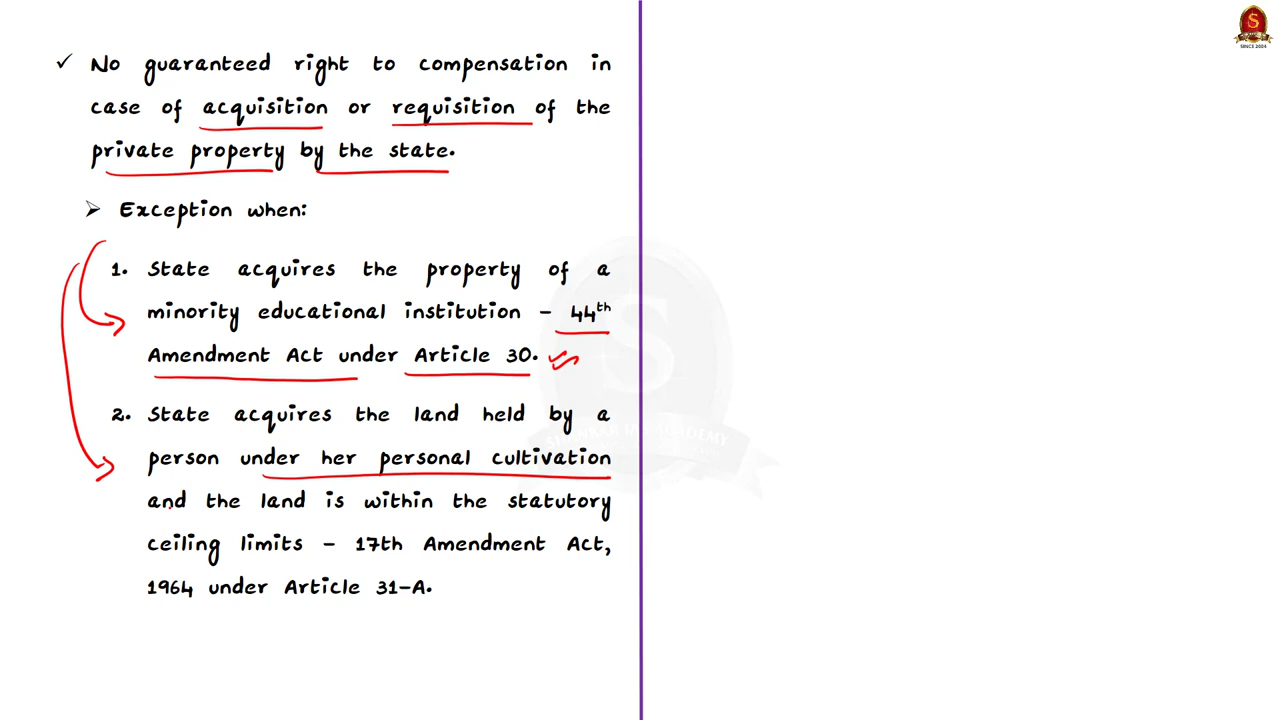 ✓ No guaranteed right to compensation in
case of acquisition or requisition of the
private property by the state.
➢ Exception when:
1. State acquires the property of a
minority educational institution – 44th
Amendment Act under Article 30.
2. State acquires the land held by a
person under her personal cultivation
and the land is within the statutory
ceiling limits – 17th Amendment Act,
1964 under Article 31-A.
S
SINCE 2004